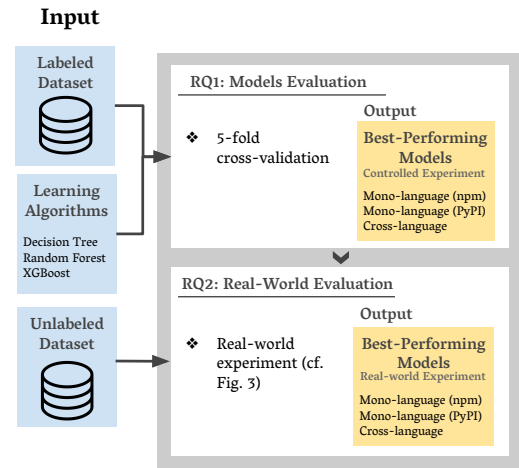 Input
Labeled
Dataset
Learning
Algorithms
Decision Tree
Random Forest
XGBoost
Unlabeled
Dataset
RQ1: Models Evaluation
❖ 5-fold
cross-validation
Output
Best-Performing
Models
Controlled Experiment
Mono-language (npm)
Mono-language (PyPI)
Cross-language
RQ2: Real-World Evaluation
❖ Real-world
experiment (cf.
Fig. 3)
Output
Best-Performing
Models
Real-world Experiment
Mono-language (npm)
Mono-language (PyPI)
Cross-language